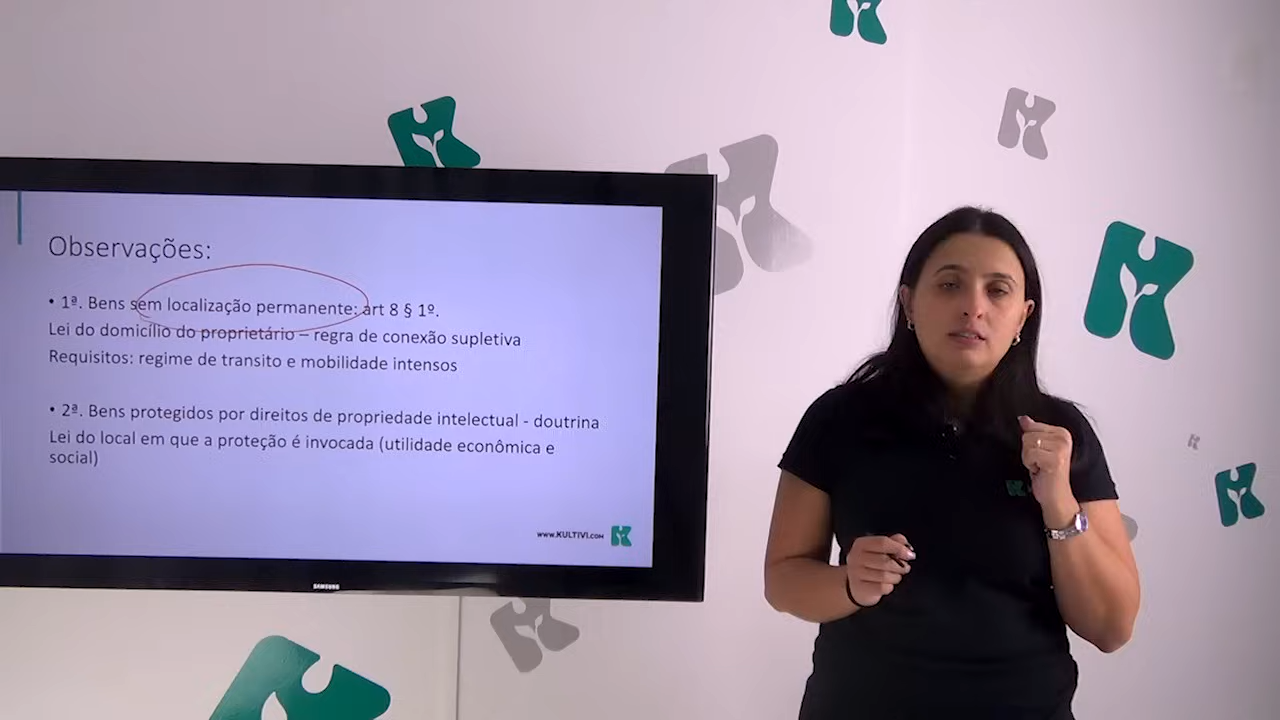 Observações:
• 1ª. Bens sem localização permanente: art 8 § 1º.
Lei do domicílio do proprietário – regra de conexão supletiva
Requisitos: regime de transito e mobilidade intensos
• 2ª. Bens protegidos por direitos de propriedade intelectual - doutrina
Lei do local em que a proteção é invocada (utilidade econômica e
social)
www.KULTIVI.com
SAMSUNG